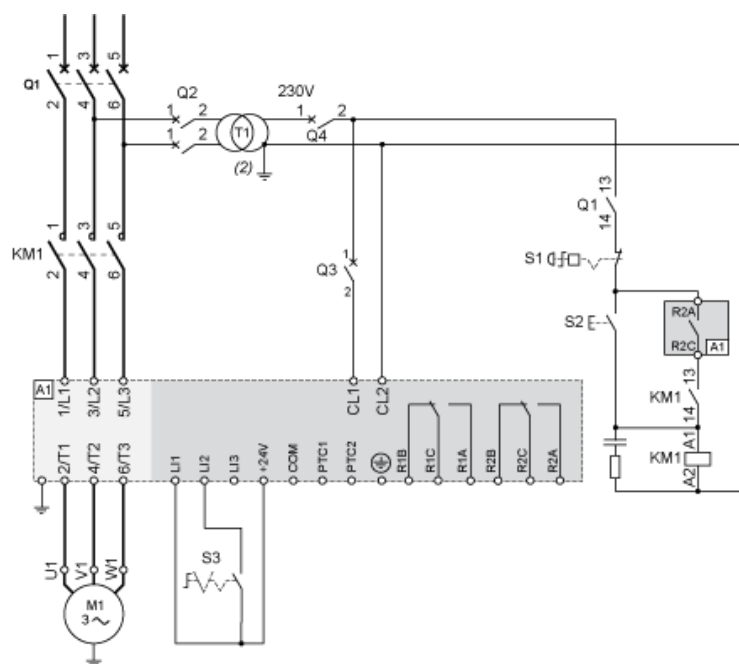 1 3 5
Q1
2 4 6
Q2
1 2
1 2
T1
(2)
230V
1 2
Q4
13
Q1
14
1 3 5
KM1
2 4 6
1
Q3
2
S1
S2
R2A
R2C
A1
13
KM1
14
A1
KM1
A2
A1
1/L1 3/L2 5/L3
CL1 CL2
2/T1 4/T2 6/T3
LI1 LI2 LI3 +24V COM PTC1 PTC2 R1B R1C R1A R2B R2C R2A
S3
U1 V1 W1
M1
3